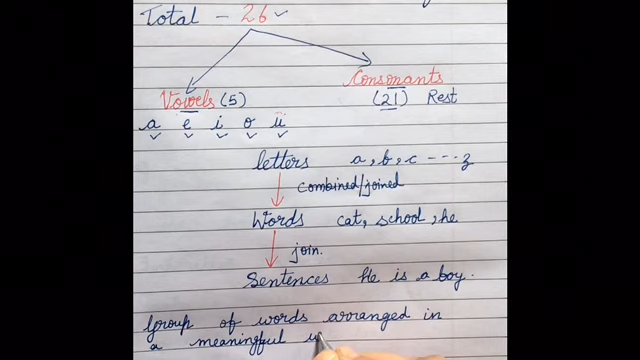 Total - 26
Vowels (5)
Consonants
(21) Rest
a e i o u
letters a, b, c ---- z
combined/joined
Words cat, school, he
join.
Sentences He is a boy.
Group of words arranged in
a meaningful